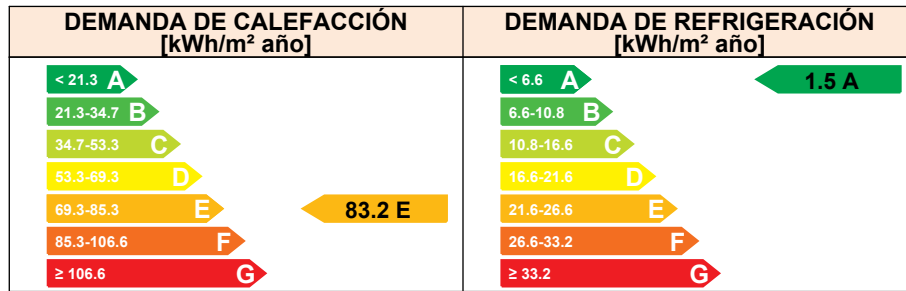 DEMANDA DE CALEFACCIÓN
[kWh/m² año]
< 21.3 A
21.3-34.7 B
34.7-53.3 C
53.3-69.3 D
69.3-85.3 E
83.2 E
85.3-106.6 F
≥ 106.6 G
DEMANDA DE REFRIGERACIÓN
[kWh/m² año]
< 6.6 A
1.5 A
6.6-10.8 B
10.8-16.6 C
16.6-21.6 D
21.6-26.6 E
26.6-33.2 F
≥ 33.2 G